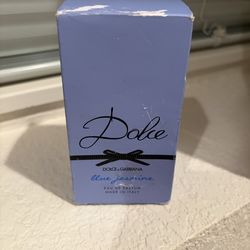 Dolce
DOLCE & GABBANA
blue jasmine
EAU DE PARFUM
MADE IN ITALY